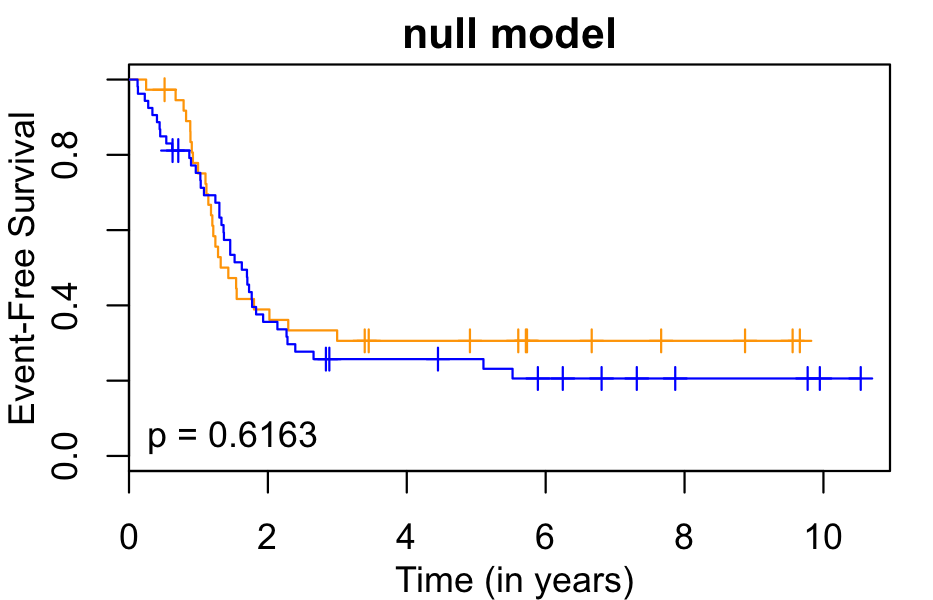 null model
Event-Free Survival
0.8
0.4
0.0
p = 0.6163
0 2 4 6 8 10
Time (in years)